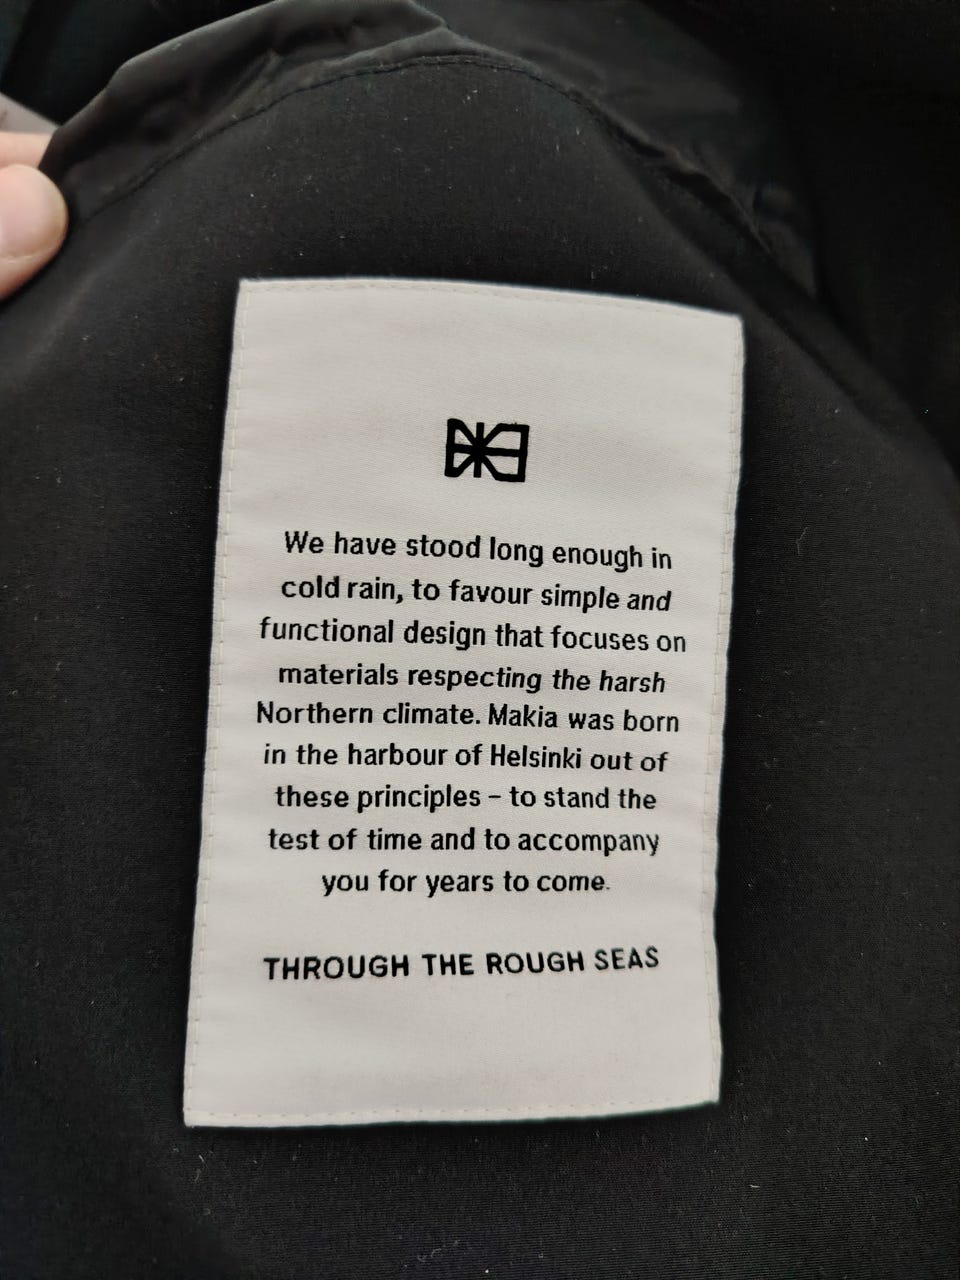 We have stood long enough in
cold rain, to favour simple and
functional design that focuses on
materials respecting the harsh
Northern climate. Makia was born
in the harbour of Helsinki out of
these principles – to stand the
test of time and to accompany
you for years to come.
THROUGH THE ROUGH SEAS